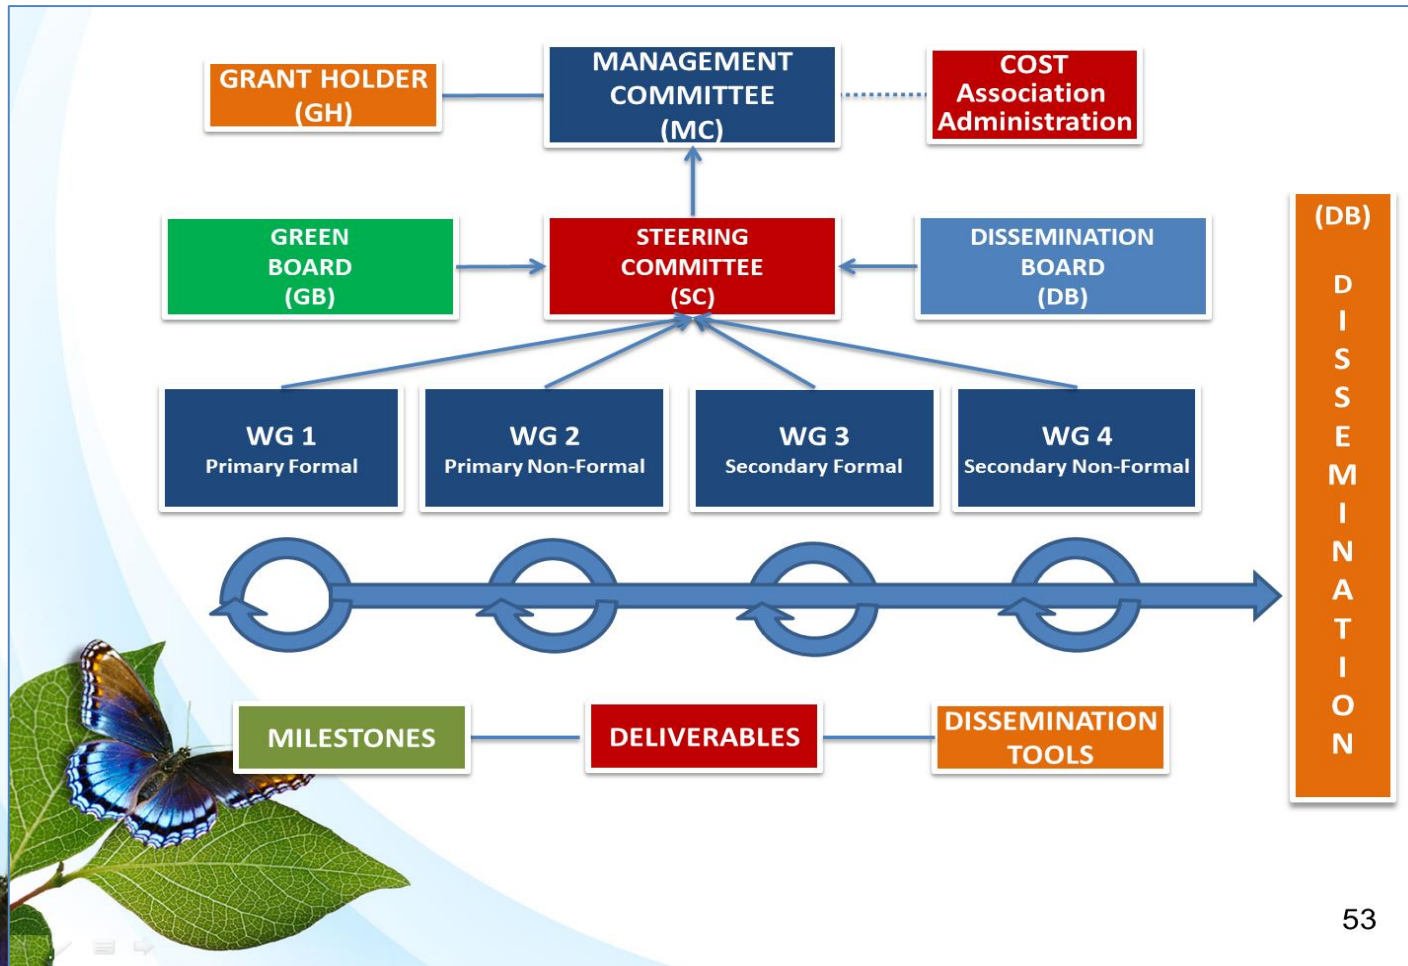 GRANT HOLDER
(GH)
MANAGEMENT
COMMITTEE
(MC)
COST
Association
Administration
GREEN
BOARD
(GB)
STEERING
COMMITTEE
(SC)
DISSEMINATION
BOARD
(DB)
WG 1
Primary Formal
WG 2
Primary Non-Formal
WG 3
Secondary Formal
WG 4
Secondary Non-Formal
MILESTONES
DELIVERABLES
DISSEMINATION
TOOLS
(DB)
D
I
S
S
E
M
I
N
A
T
I
O
N
53